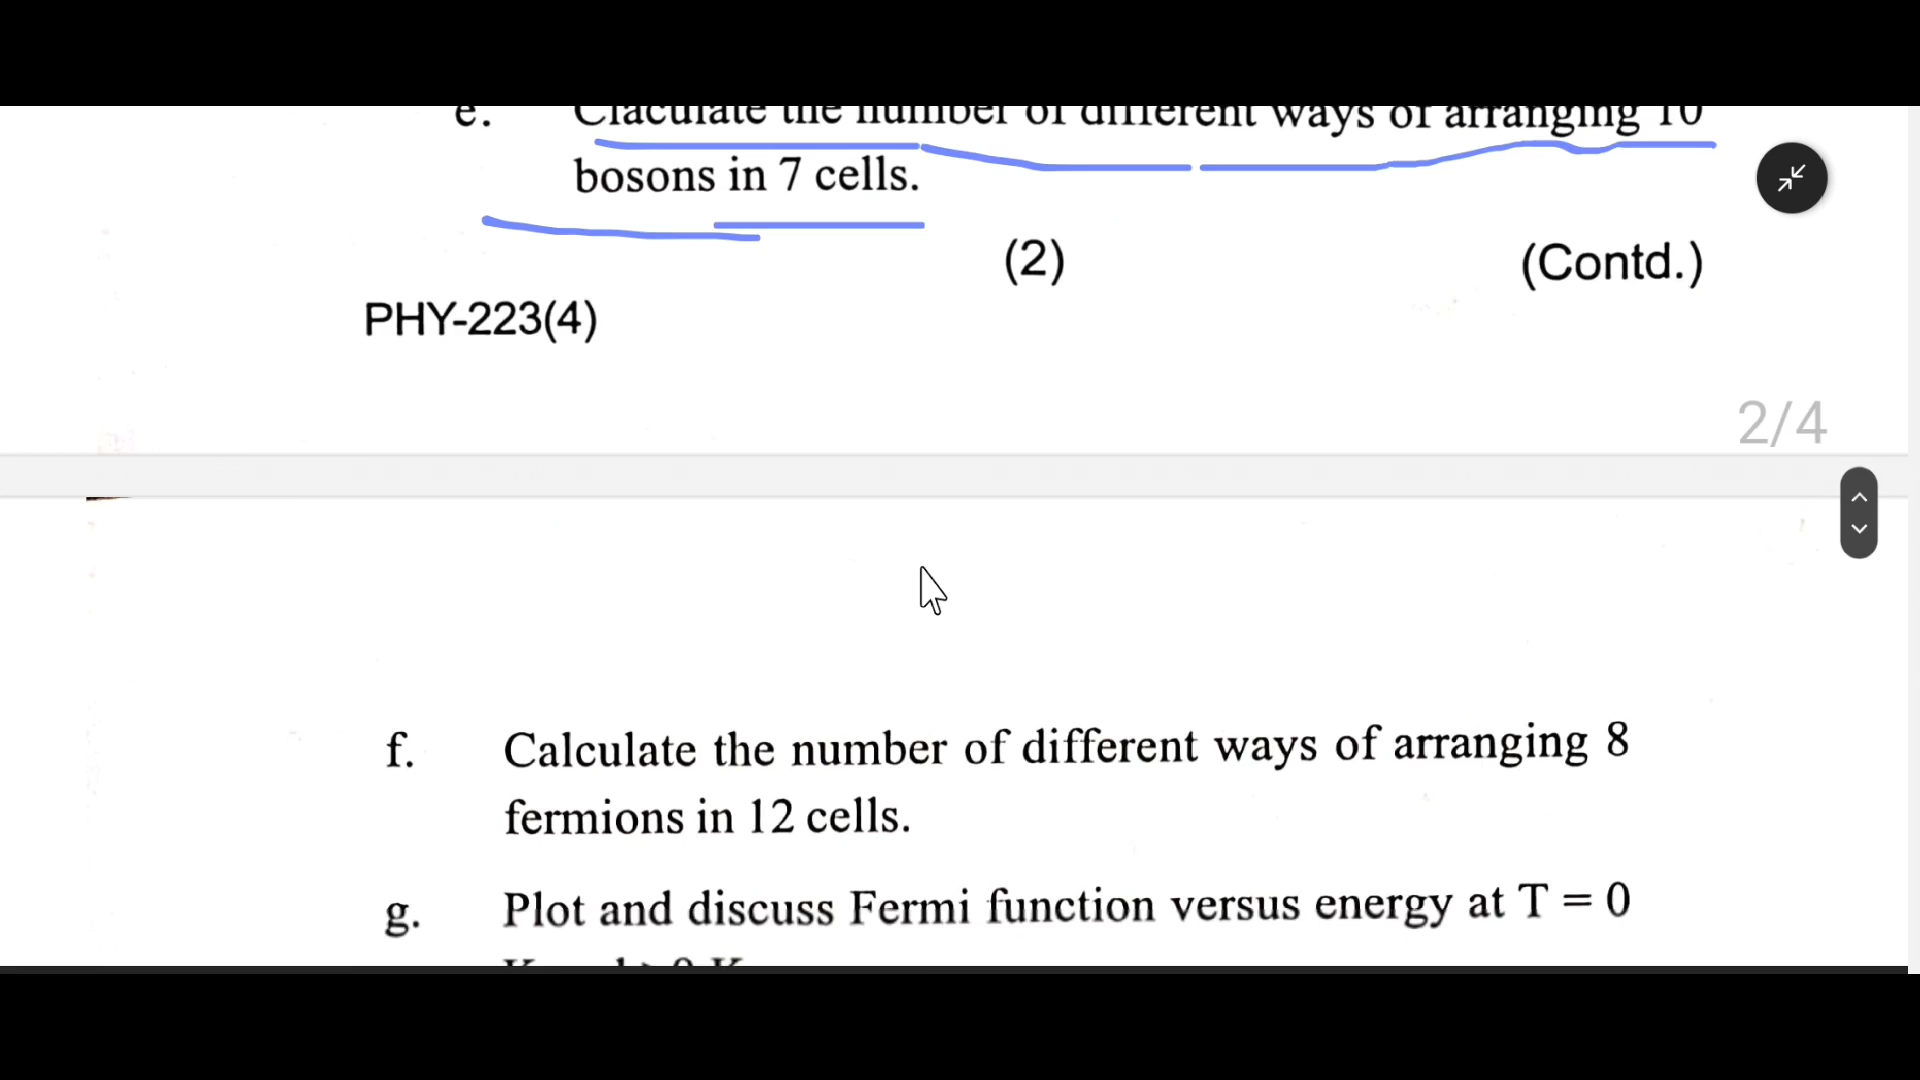 e. Claculate the number of different ways of arranging 10
bosons in 7 cells.
(2)
(Contd.)
PHY-223(4)
2/4
f. Calculate the number of different ways of arranging 8
fermions in 12 cells.
g. Plot and discuss Fermi function versus energy at T = 0